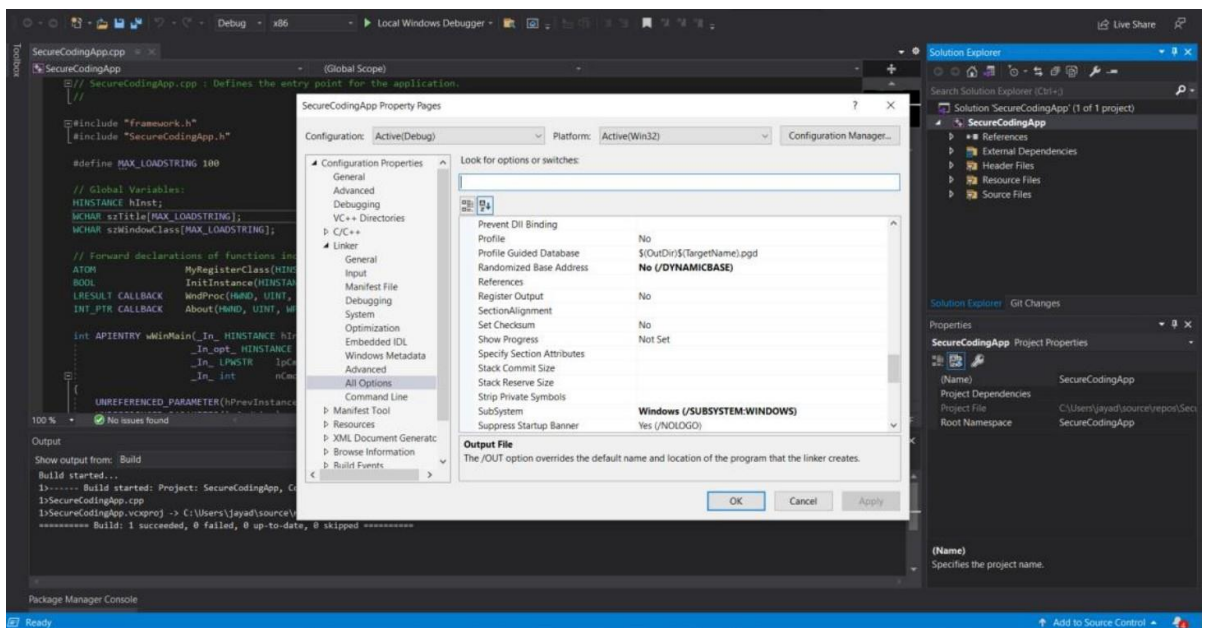 Debug x86 Local Windows Debugger Live Share
Toolbox
SecureCodingApp.cpp
SecureCodingApp (Global Scope)
// SecureCodingApp.cpp : Defines the entry point for the application.
//
#include "framework.h"
#include "SecureCodingApp.h"
#define MAX_LOADSTRING 100
// Global Variables:
HINSTANCE hInst;
WCHAR szTitle[MAX_LOADSTRING];
WCHAR szWindowClass[MAX_LOADSTRING];
// Forward declarations of functions inc
ATOM MyRegisterClass(HINS
BOOL InitInstance(HINSTAN
LRESULT CALLBACK WndProc(HWND, UINT,
INT_PTR CALLBACK About(HWND, UINT,
int APIENTRY wWinMain(_In_ HINSTANCE hIn
_In_opt_ HINSTANCE
_In_ LPWSTR lpCm
_In_ int nCmd
{
UNREFERENCED_PARAMETER(hPrevInstance
100 % No issues found
Output
Show output from: Build
Build started...
1>------ Build started: Project: SecureCodingApp, Co
1>SecureCodingApp.cpp
1>SecureCodingApp.vcxproj -> C:\Users\jayad\source\
========== Build: 1 succeeded, 0 failed, 0 up-to-date, 0 skipped ==========
Package Manager Console
Ready
SecureCodingApp Property Pages ? ×
Configuration: Active(Debug) Platform: Active(Win32) Configuration Manager...
Configuration Properties
General
Advanced
Debugging
VC++ Directories
C/C++
Linker
General
Input
Manifest File
Debugging
System
Optimization
Embedded IDL
Windows Metadata
Advanced
All Options
Command Line
Manifest Tool
Resources
XML Document Generatc
Browse Information
Build Events
Look for options or switches:
Prevent Dll Binding
Profile No
Profile Guided Database $(OutDir)$(TargetName).pgd
Randomized Base Address No (/DYNAMICBASE)
References
Register Output No
SectionAlignment
Set Checksum No
Show Progress Not Set
Specify Section Attributes
Stack Commit Size
Stack Reserve Size
Strip Private Symbols
SubSystem Windows (/SUBSYSTEM:WINDOWS)
Suppress Startup Banner Yes (/NOLOGO)
Output File
The /OUT option overrides the default name and location of the program that the linker creates.
OK Cancel Apply
Solution Explorer
Search Solution Explorer (Ctrl+;)
Solution 'SecureCodingApp' (1 of 1 project)
SecureCodingApp
References
External Dependencies
Header Files
Resource Files
Source Files
Solution Explorer Git Changes
Properties
SecureCodingApp Project Properties
(Name) SecureCodingApp
Project Dependencies
Project File C:\Users\jayad\source\repos\Secu
Root Namespace SecureCodingApp
(Name)
Specifies the project name.
Add to Source Control